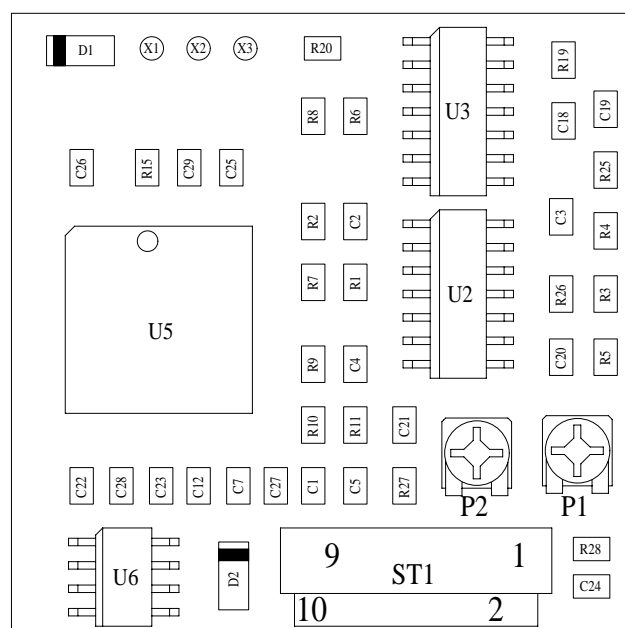 D1 X1 X2 X3 R20
R19
U3
R8 R6 C18 C19
C26 R15 C29 C25 R25
R2 C2 C3 R4
R7 R1 U2 R26 R3
U5
R9 C4 C20 R5
R10 R11 C21
C22 C28 C23 C12 C7 C27 C1 C5 R27
P2 P1
9 1 R28
U6 D2 ST1
C24
10 2